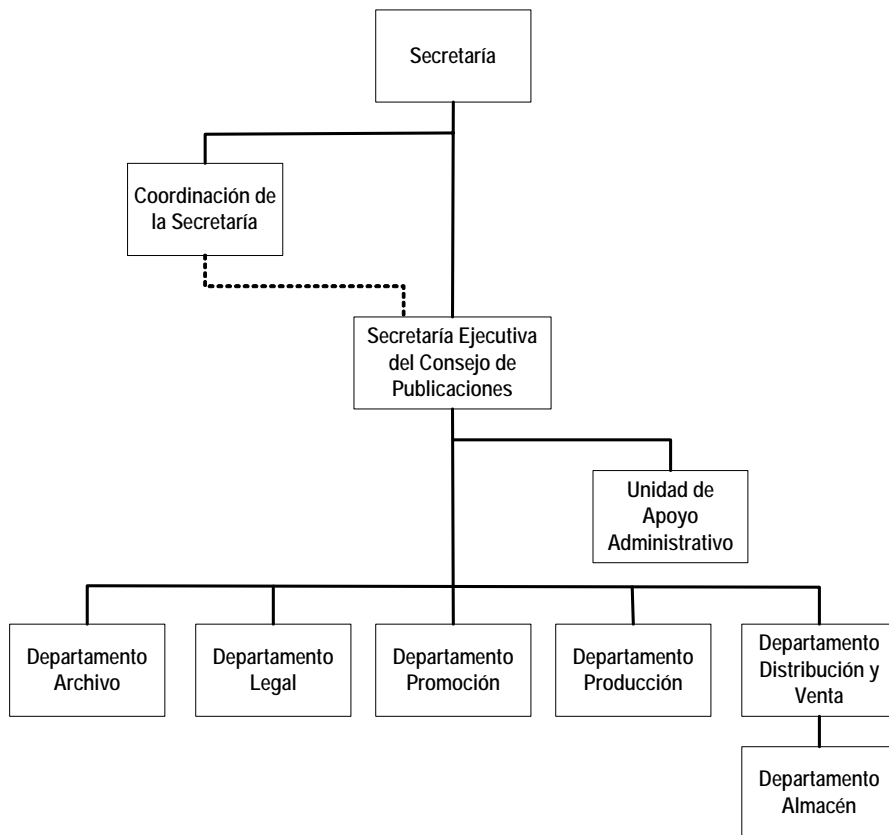 Secretaría
Coordinación de
la Secretaría
Secretaría Ejecutiva
del Consejo de
Publicaciones
Unidad de
Apoyo
Administrativo
Departamento
Archivo
Departamento
Legal
Departamento
Promoción
Departamento
Producción
Departamento
Distribución y
Venta
Departamento
Almacén